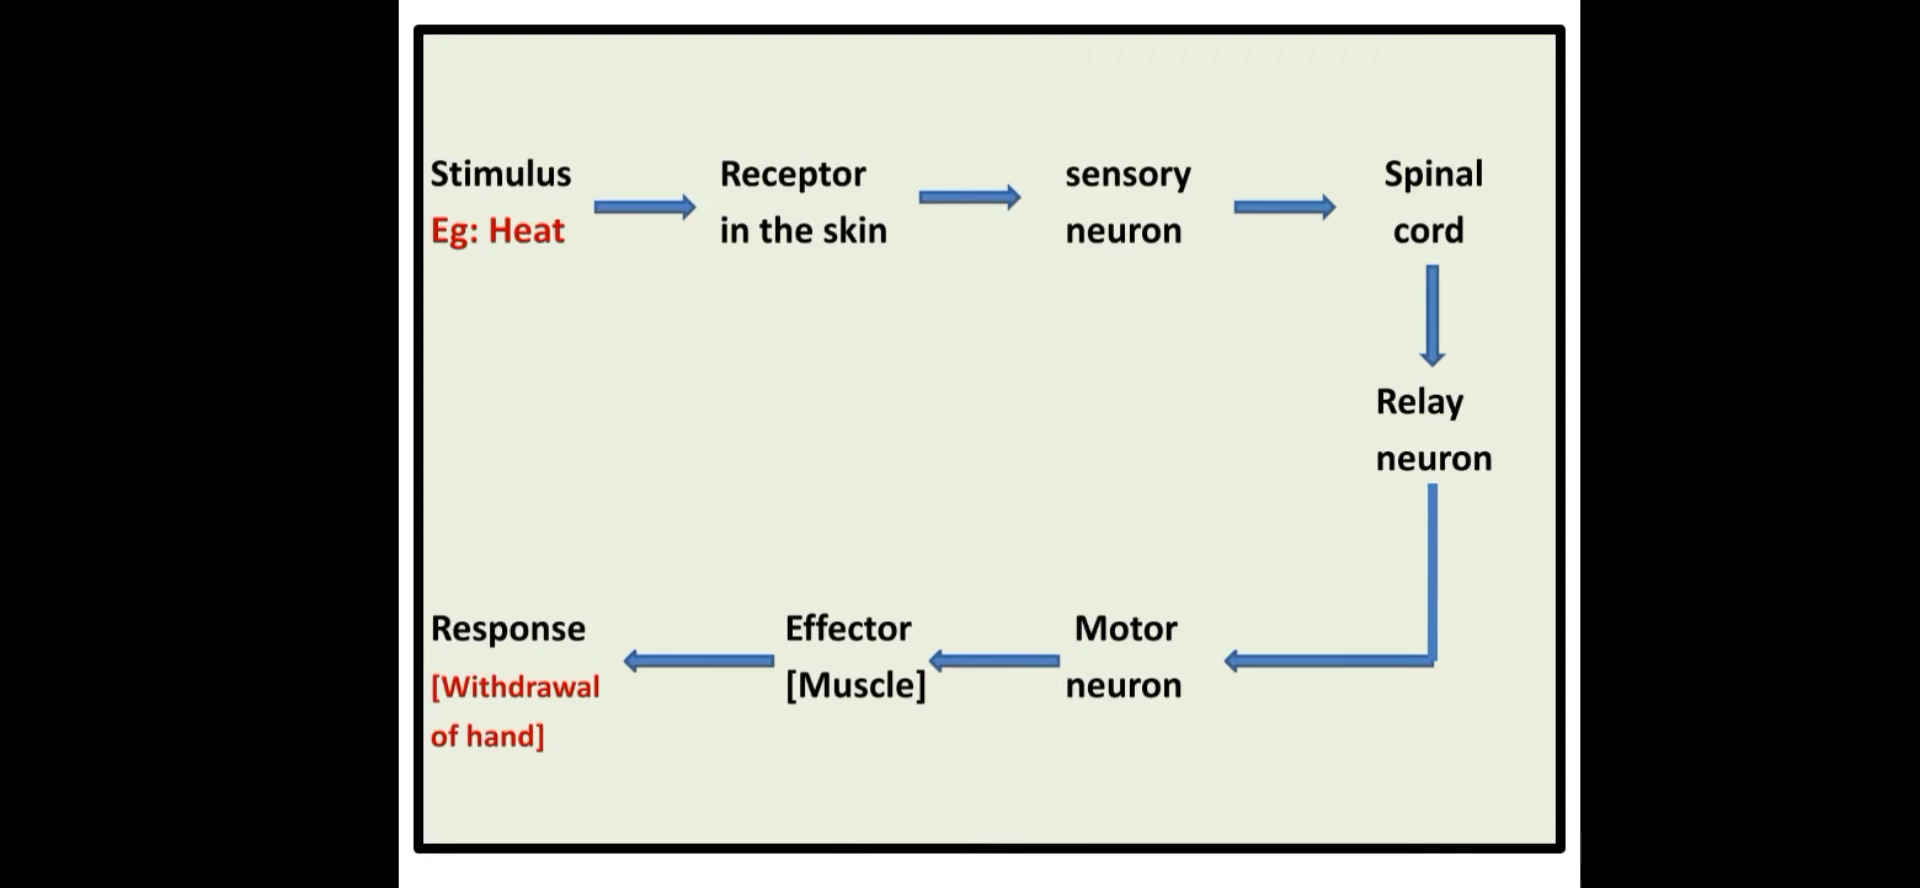 Stimulus
Eg: Heat
Receptor
in the skin
sensory
neuron
Spinal
cord
Relay
neuron
Motor
neuron
Effector
[Muscle]
Response
[Withdrawal
of hand]